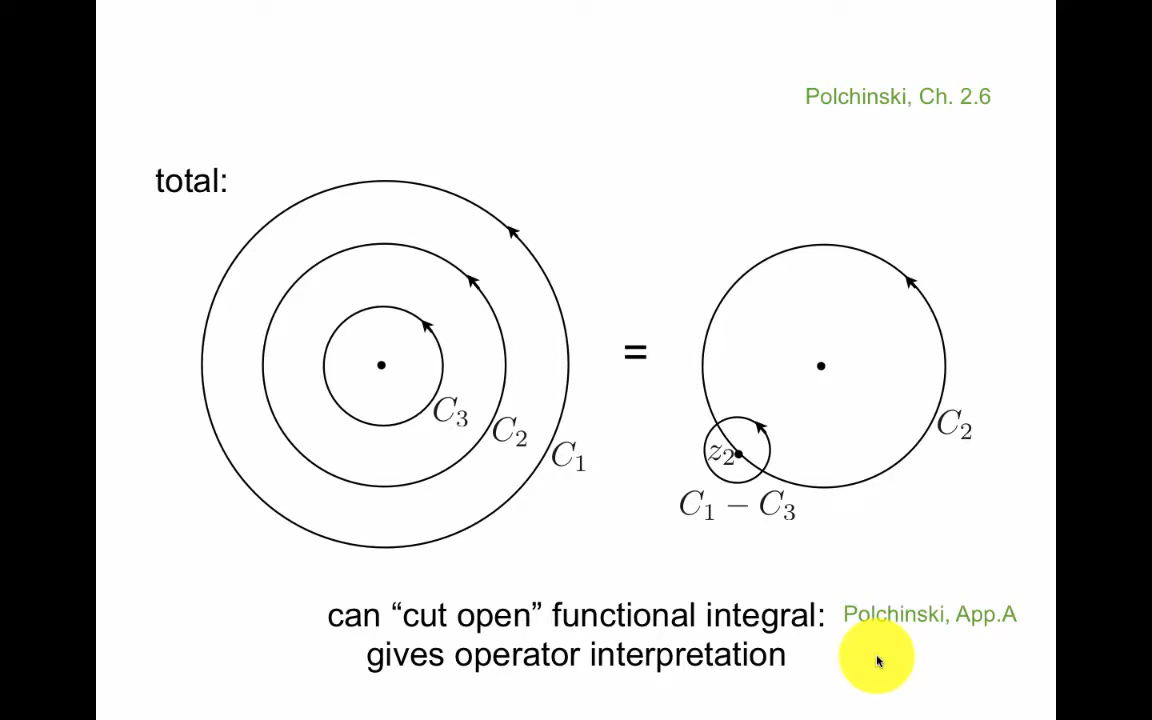 Polchinski, Ch. 2.6
total:
C₃
C₂
C₁
=
z₂
C₂
C₁ − C₃
can “cut open” functional integral: Polchinski, App.A
gives operator interpretation